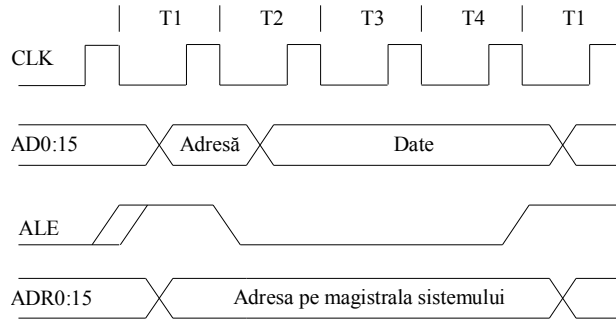 T1 T2 T3 T4 T1
CLK
AD0:15 Adresă Date
ALE
ADR0:15 Adresa pe magistrala sistemului